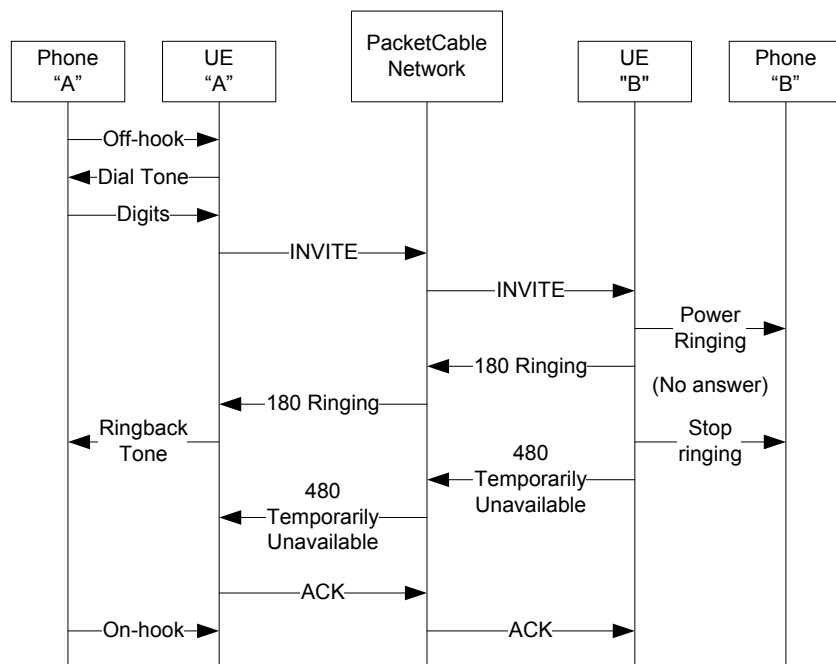 Phone
“A”
UE
“A”
PacketCable
Network
UE
"B"
Phone
“B”
Off-hook
Dial Tone
Digits
INVITE
INVITE
Power
Ringing
180 Ringing
(No answer)
180 Ringing
Ringback
Tone
Stop
ringing
480
Temporarily
Unavailable
480
Temporarily
Unavailable
ACK
On-hook
ACK